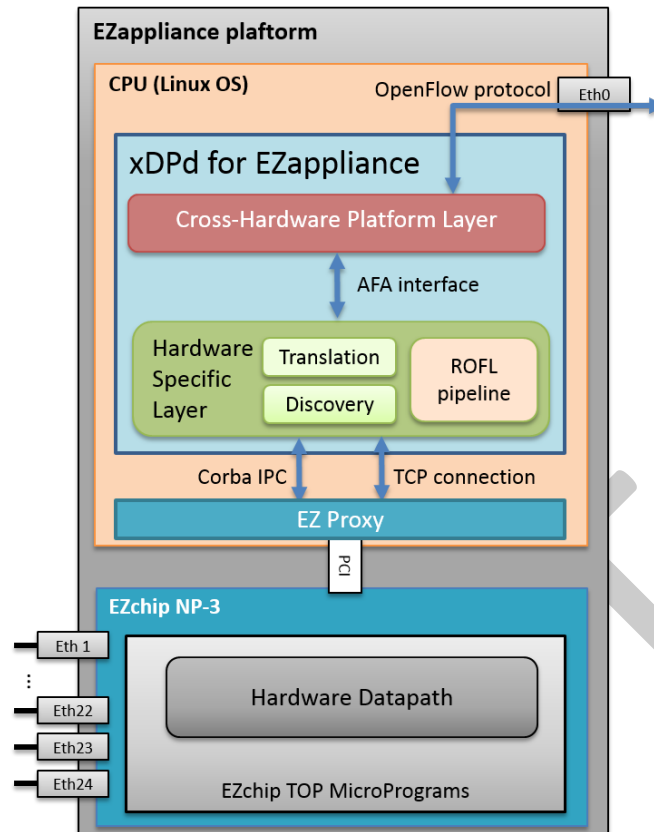 EZappliance plaftorm
CPU (Linux OS)
OpenFlow protocol
Eth0
xDPd for EZappliance
Cross-Hardware Platform Layer
AFA interface
Hardware
Specific
Layer
Translation
Discovery
ROFL
pipeline
Corba IPC
TCP connection
EZ Proxy
PCI
EZchip NP-3
Eth 1
...
Eth22
Eth23
Eth24
Hardware Datapath
EZchip TOP MicroPrograms